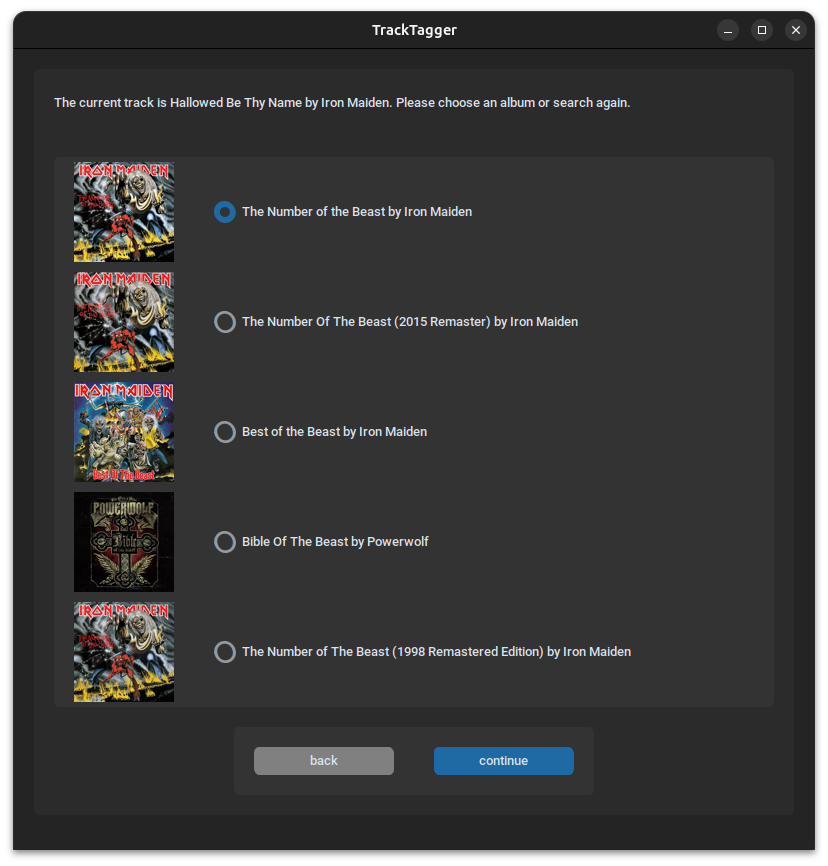 TrackTagger
The current track is Hallowed Be Thy Name by Iron Maiden. Please choose an album or search again.
IRON MAIDEN
The Number of the Beast by Iron Maiden
IRON MAIDEN
The Number Of The Beast (2015 Remaster) by Iron Maiden
IRON MAIDEN
Best Of The Beast
Best of the Beast by Iron Maiden
POWERWOLF
Bible
Bible Of The Beast by Powerwolf
IRON MAIDEN
The Number of The Beast (1998 Remastered Edition) by Iron Maiden
back
continue